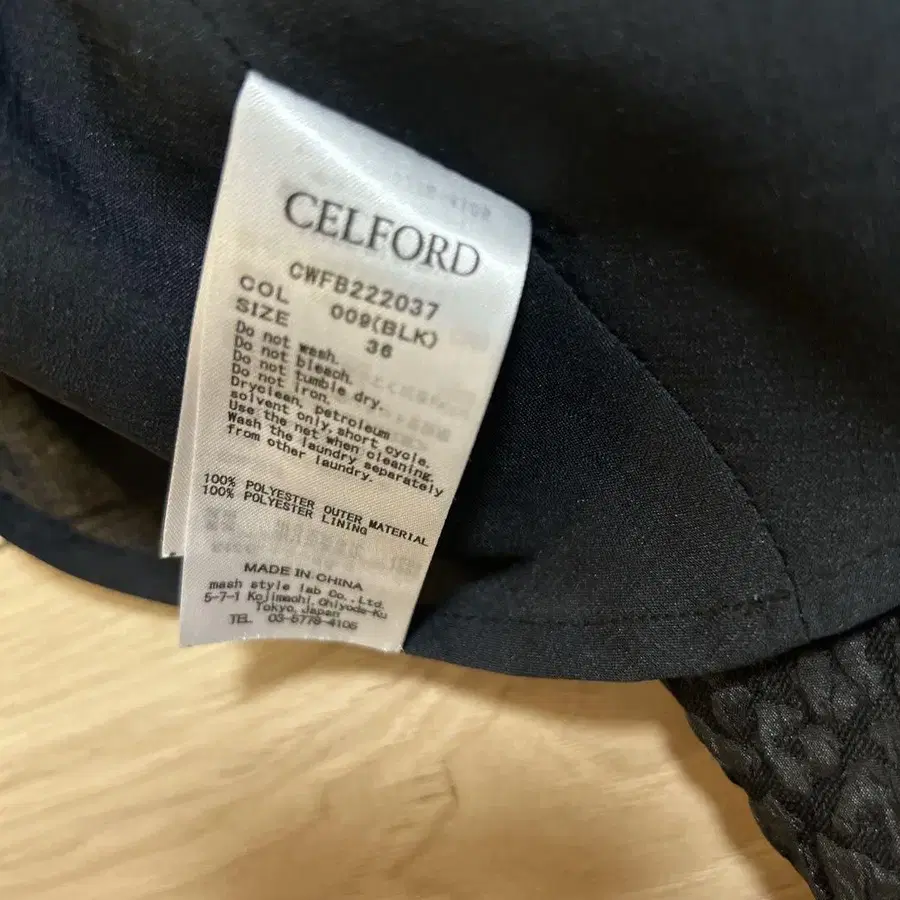 CELFORD
CWFB222037
COL 009(BLK)
SIZE 36
Do not wash.
Do not bleach.
Do not tumble dry.
Do not iron.
Dryclean, petroleum
solvent only, short cycle.
Use the net when cleaning.
Wash the laundry separately
from other laundry.
100% POLYESTER OUTER MATERIAL
100% POLYESTER LINING
MADE IN CHINA
mash style lab Co.,Ltd.
5-7-1 Kojimachi, Chiyoda-Ku
Tokyo, Japan
TEL 03-5778-4105